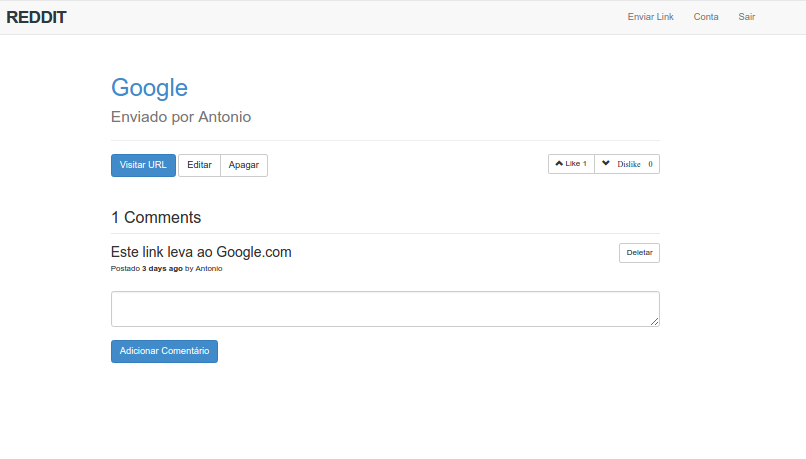 REDDIT Enviar Link Conta Sair
Google
Enviado por Antonio
Visitar URL Editar Apagar Like 1 Dislike 0
1 Comments
Este link leva ao Google.com Deletar
Postado 3 days ago by Antonio
Adicionar Comentário